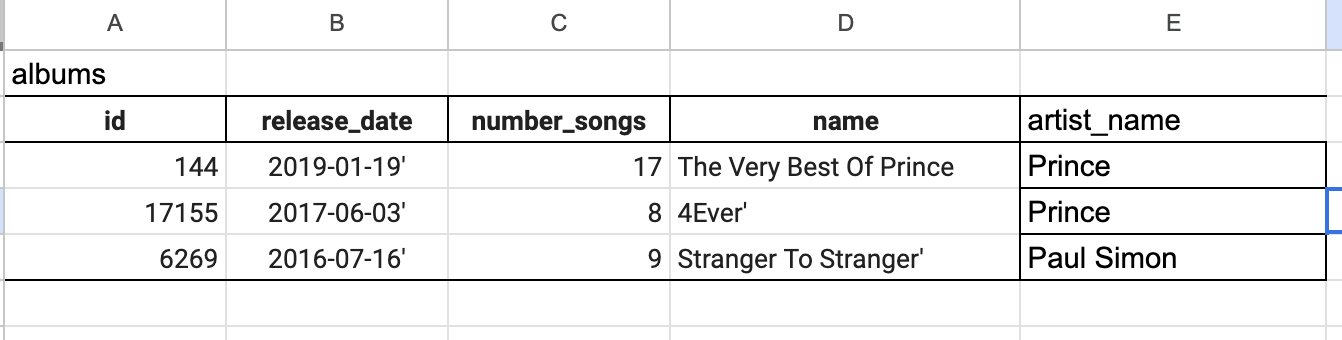 A B C D E
albums
id release_date number_songs name artist_name
144 2019-01-19' 17 The Very Best Of Prince Prince
17155 2017-06-03' 8 4Ever' Prince
6269 2016-07-16' 9 Stranger To Stranger' Paul Simon